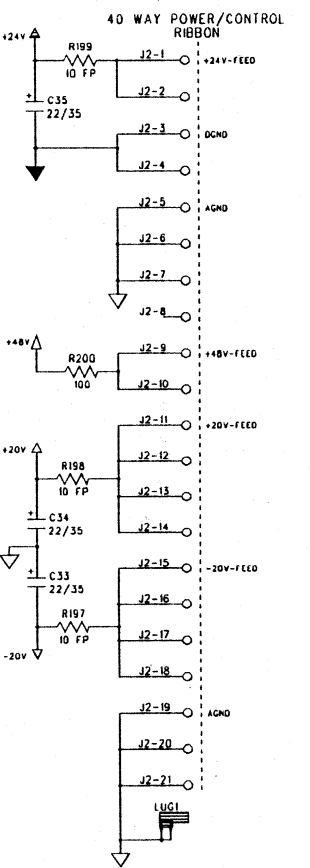 40 WAY POWER/CONTROL
RIBBON
+24V
R199
10 FP
J2-1
+24V-FEED
J2-2
+
C35
22/35
J2-3
DGND
J2-4
J2-5
AGND
J2-6
J2-7
J2-8
+48V
R200
100
J2-9
+48V-FEED
J2-10
J2-11
+20V-FEED
+20V
R198
10 FP
J2-12
J2-13
J2-14
+
C34
22/35
J2-15
-20V-FEED
+
C33
22/35
J2-16
R197
10 FP
J2-17
-20V
J2-18
J2-19
AGND
J2-20
J2-21
LUG1